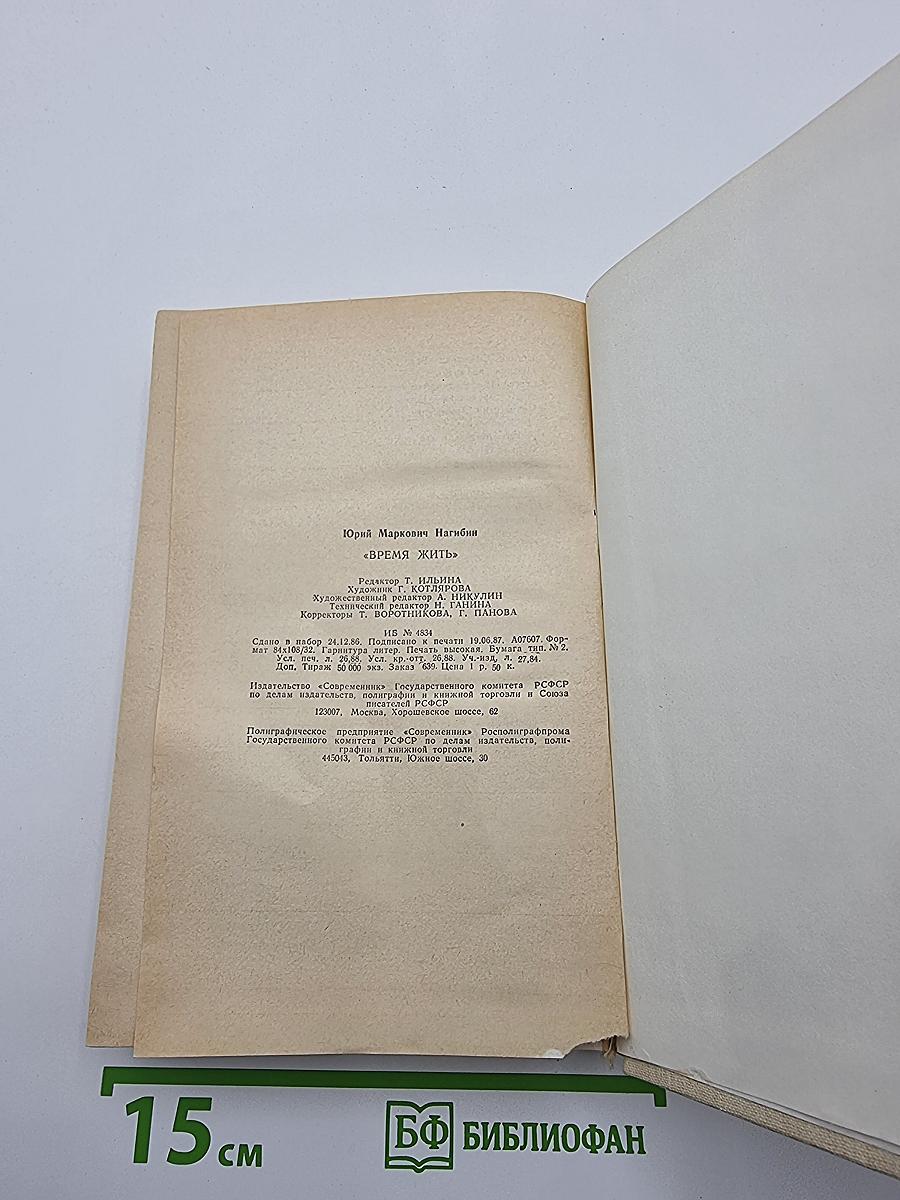 Юрий Маркович Нагибин
«ВРЕМЯ ЖИТЬ»
Редактор Т. ИЛЬИНА
Художник Г. КОТЛЯРОВА
Художественный редактор А. НИКУЛИН
Технический редактор Н. ГАНИНА
Корректоры Т. ВОРОТНИКОВА, Г. ПАНОВА
ИБ № 4834
Сдано в набор 24.12.86. Подписано к печати 19.06.87. А07607. Фор-
мат 84х108/32. Гарнитура литер. Печать высокая. Бумага тип. № 2.
Усл. печ. л. 26,88. Усл. кр.-отт. 26,88. Уч.-изд. л. 27,84.
Доп. Тираж 50 000 экз. Заказ 639. Цена 1 р. 50 к.
Издательство «Современник» Государственного комитета РСФСР
по делам издательств, полиграфии и книжной торговли и Союза
писателей РСФСР
123007, Москва, Хорошевское шоссе, 62
Полиграфическое предприятие «Современник» Росполиграфпрома
Государственного комитета РСФСР по делам издательств, поли-
графии и книжной торговли
445043, Тольятти, Южное шоссе, 30
15 см
БФ БИБЛИОФАН